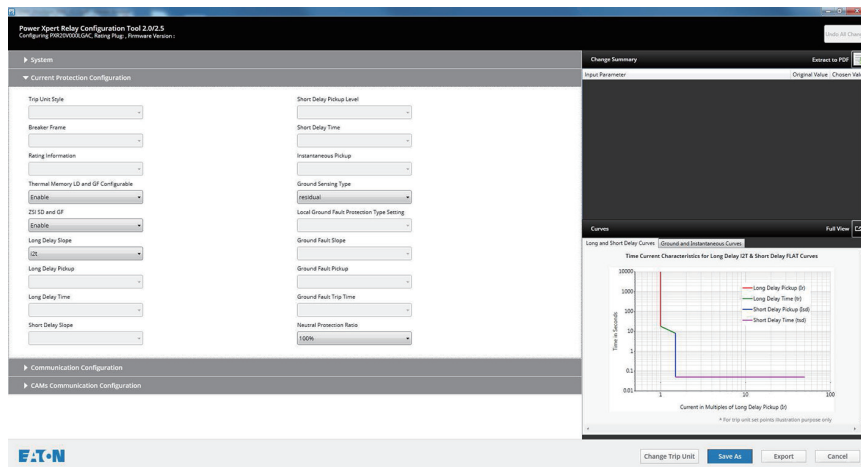 Power Xpert Relay Configuration Tool 2.0/2.5
Configuring PXR20V000LGAC, Rating Plug: , Firmware Version :
Undo All Chan
System
Current Protection Configuration
Trip Unit Style
Breaker Frame
Rating Information
Thermal Memory LD and GF Configurable
Enable
ZSI SD and GF
Enable
Long Delay Slope
I2t
Long Delay Pickup
Long Delay Time
Short Delay Slope
Short Delay Pickup Level
Short Delay Time
Instantaneous Pickup
Ground Sensing Type
residual
Local Ground Fault Protection Type Setting
Ground Fault Slope
Ground Fault Pickup
Ground Fault Trip Time
Neutral Protection Ratio
100%
Communication Configuration
CAMs Communication Configuration
Change Summary
Extract to PDF
Input Parameter Original Value Chosen Val
Curves
Full View
Long and Short Delay Curves Ground and Instantaneous Curves
Time Current Characteristics for Long Delay I2T & Short Delay FLAT Curves
Time in Seconds
10000
1000
100
10
1
0.1
0.01
Long Delay Pickup (Ir)
Long Delay Time (tr)
Short Delay Pickup (Isd)
Short Delay Time (tsd)
1 10 100
Current in Multiples of Long Delay Pickup (Ir)
* For trip unit set points illustration purpose only
EATON
Change Trip Unit
Save As
Export
Cancel